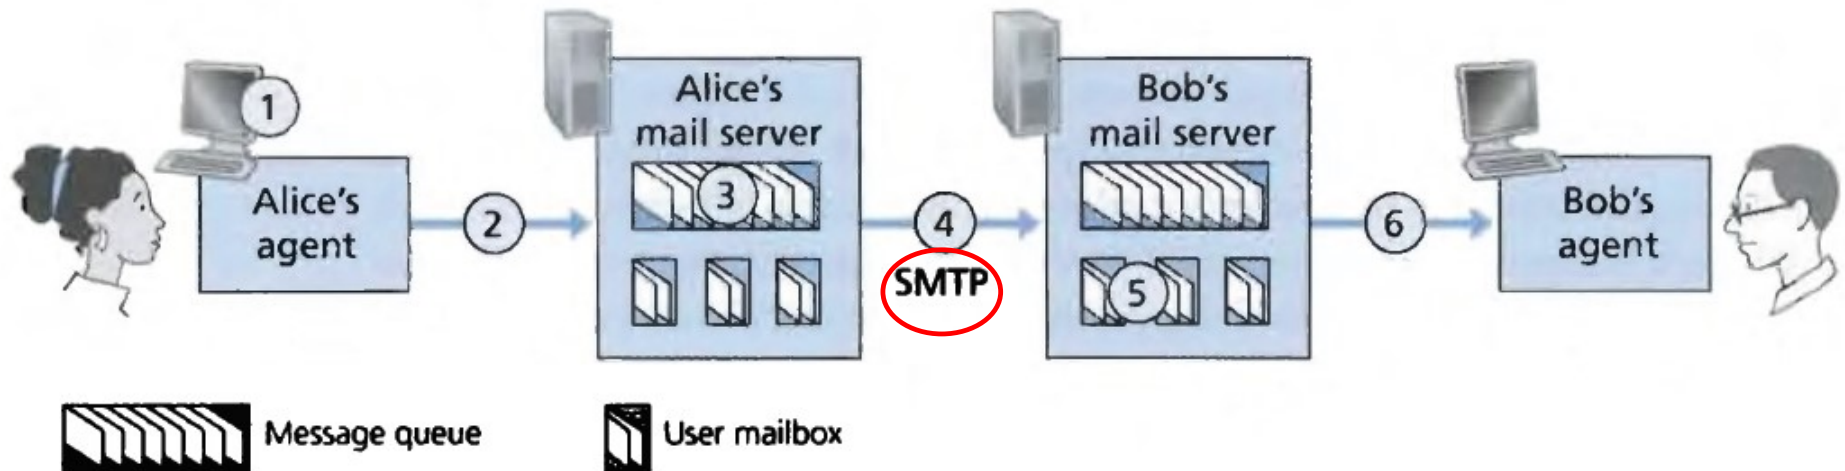 1
Alice's
agent
2
Alice's
mail server
3
4
SMTP
Bob's
mail server
5
6
Bob's
agent
Message queue
User mailbox